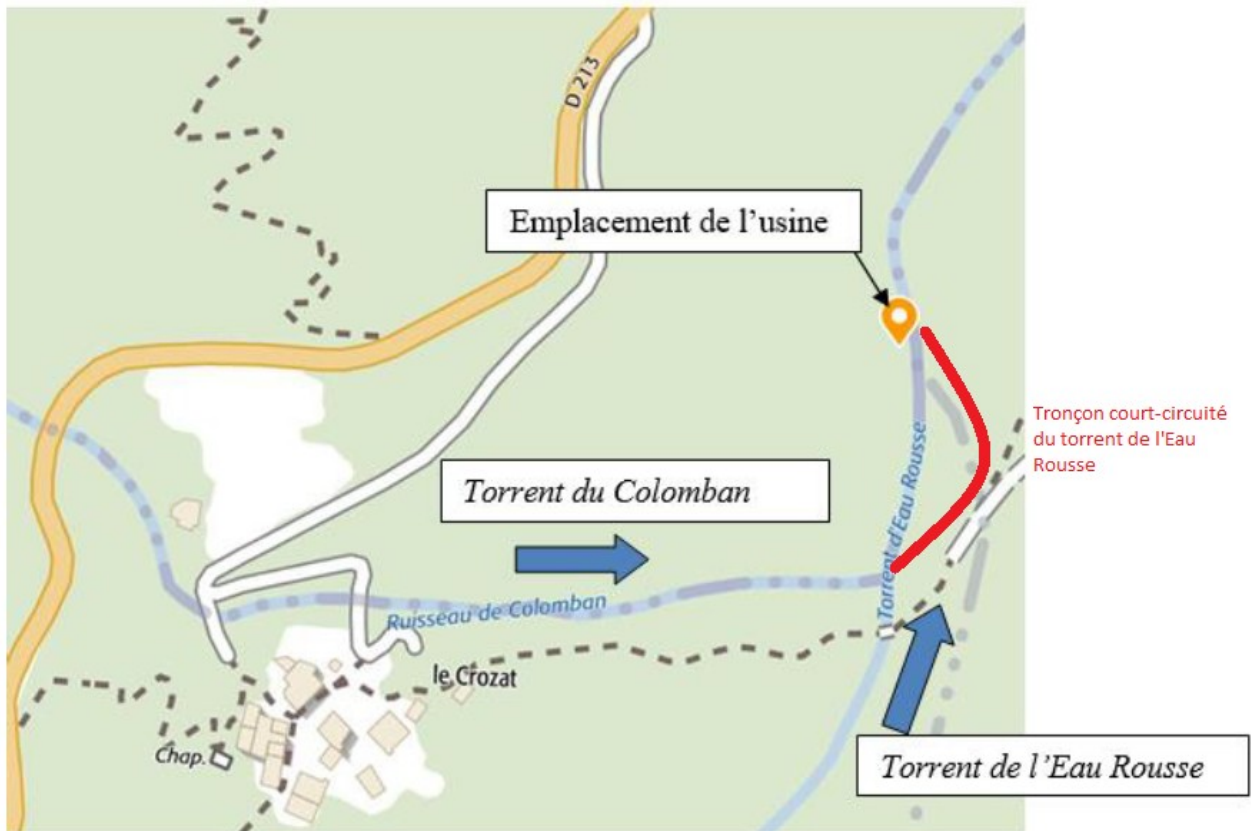 D 213
Emplacement de l'usine
Tronçon court-circuité
du torrent de l'Eau
Rousse
Torrent d'Eau Rousse
Torrent du Colomban
Ruisseau de Colomban
le Crozat
Chap.
Torrent de l'Eau Rousse